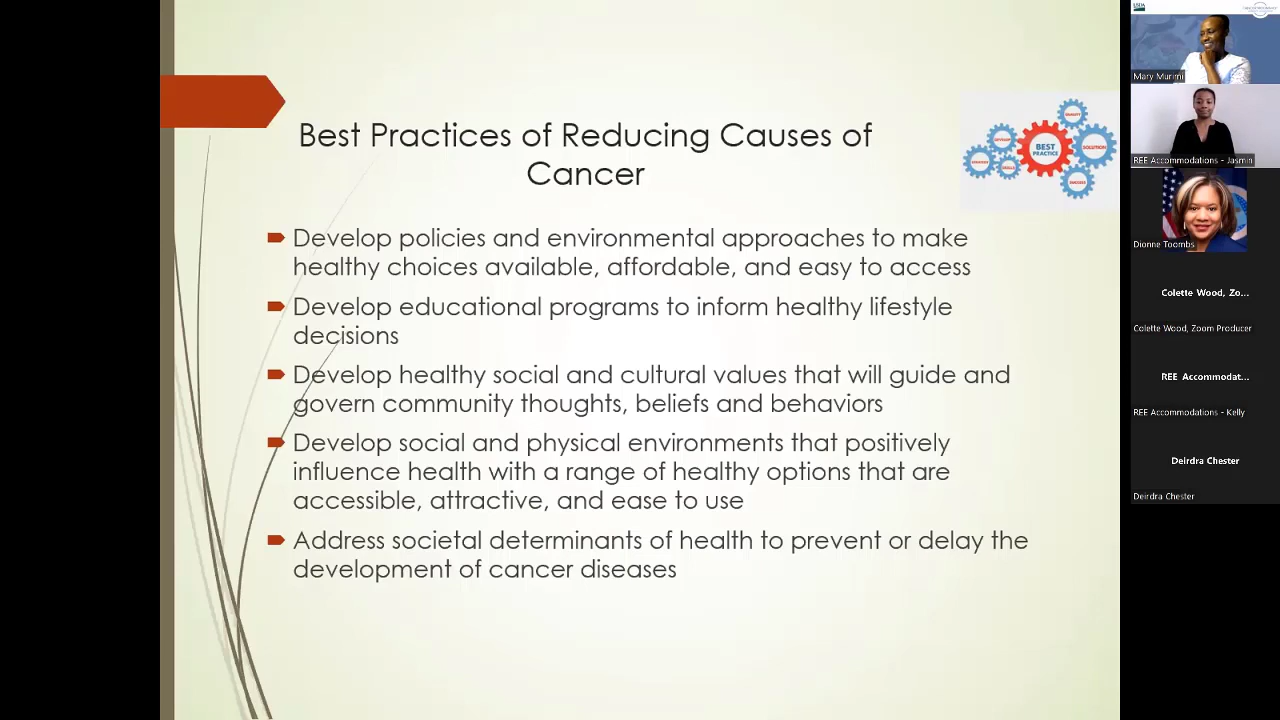 Best Practices of Reducing Causes of
Cancer
BEST
PRACTICE
SOLUTION
SUCCESS
SKILLS
Develop policies and environmental approaches to make
healthy choices available, affordable, and easy to access
Develop educational programs to inform healthy lifestyle
decisions
Develop healthy social and cultural values that will guide and
govern community thoughts, beliefs and behaviors
Develop social and physical environments that positively
influence health with a range of healthy options that are
accessible, attractive, and ease to use
Address societal determinants of health to prevent or delay the
development of cancer diseases
USDA
Mary Murimi
REE Accommodations - Jasmin
Dionne Toombs
Colette Wood, Zo...
Colette Wood, Zoom Producer
REE Accommodat...
REE Accommodations - Kelly
Deirdra Chester
Deirdra Chester